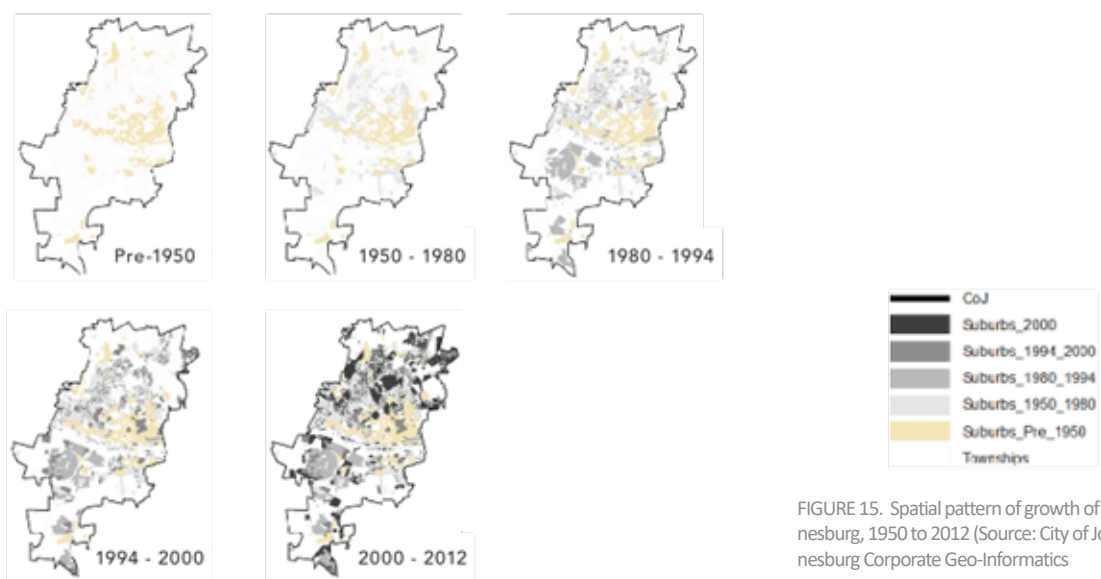 Pre-1950
1950 - 1980
1980 - 1994
1994 - 2000
2000 - 2012
CoJ
Suburbs_2000
Suburbs_1994_2000
Suburbs_1980_1994
Suburbs_1950_1980
Suburbs_Pre_1950
Townships
FIGURE 15. Spatial pattern of growth of
nesburg, 1950 to 2012 (Source: City of Jo
nesburg Corporate Geo-Informatics